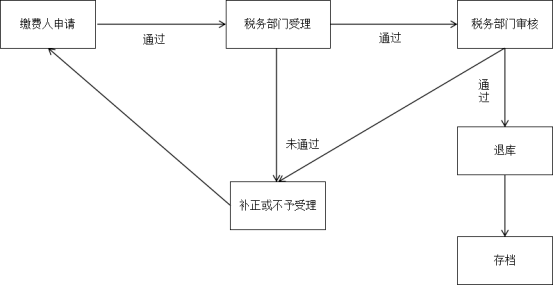 缴费人申请
通过
税务部门受理
通过
税务部门审核
通过
未通过
退库
补正或不予受理
存档